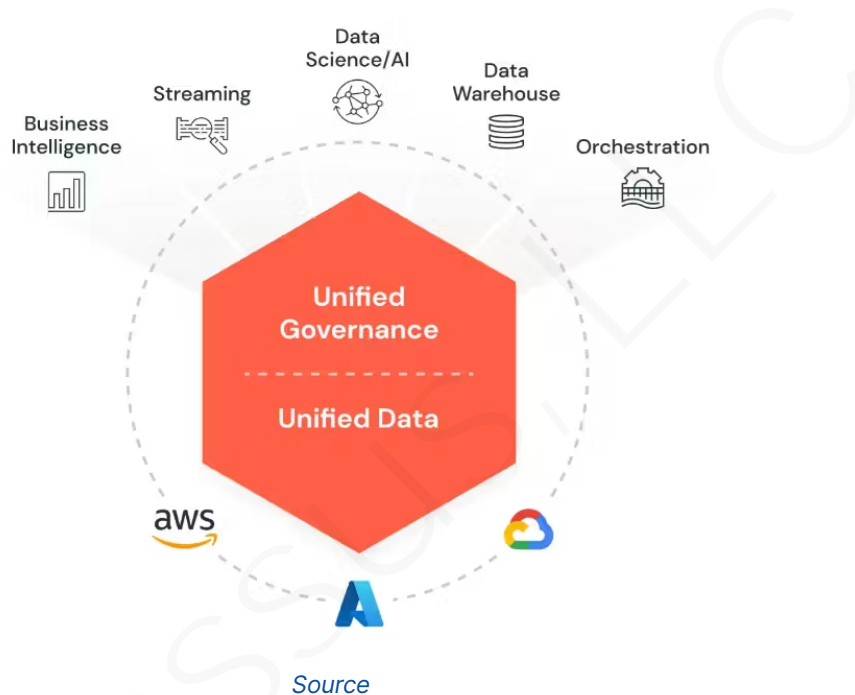 Data
Science/AI
Data
Warehouse
Streaming
Business
Intelligence
Orchestration
Unified
Governance
Unified Data
aws
Source